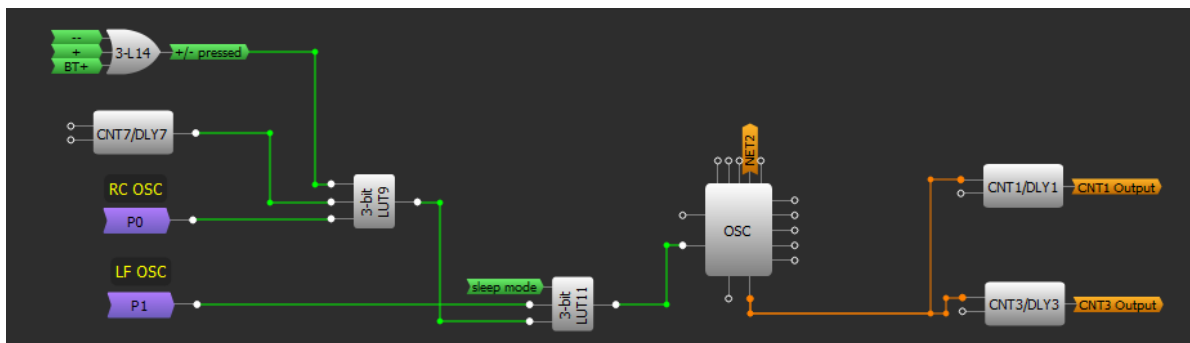 --
+
BT+
3-L14
+/- pressed
CNT7/DLY7
RC OSC
P0
3-bit
LUT9
LF OSC
P1
sleep mode
3-bit
LUT11
NET2
OSC
CNT1/DLY1
CNT1 Output
CNT3/DLY3
CNT3 Output